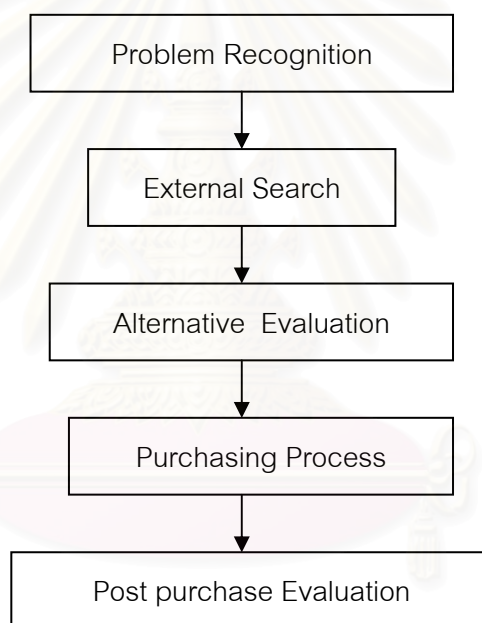 Problem Recognition
External Search
Alternative Evaluation
Purchasing Process
Post purchase Evaluation